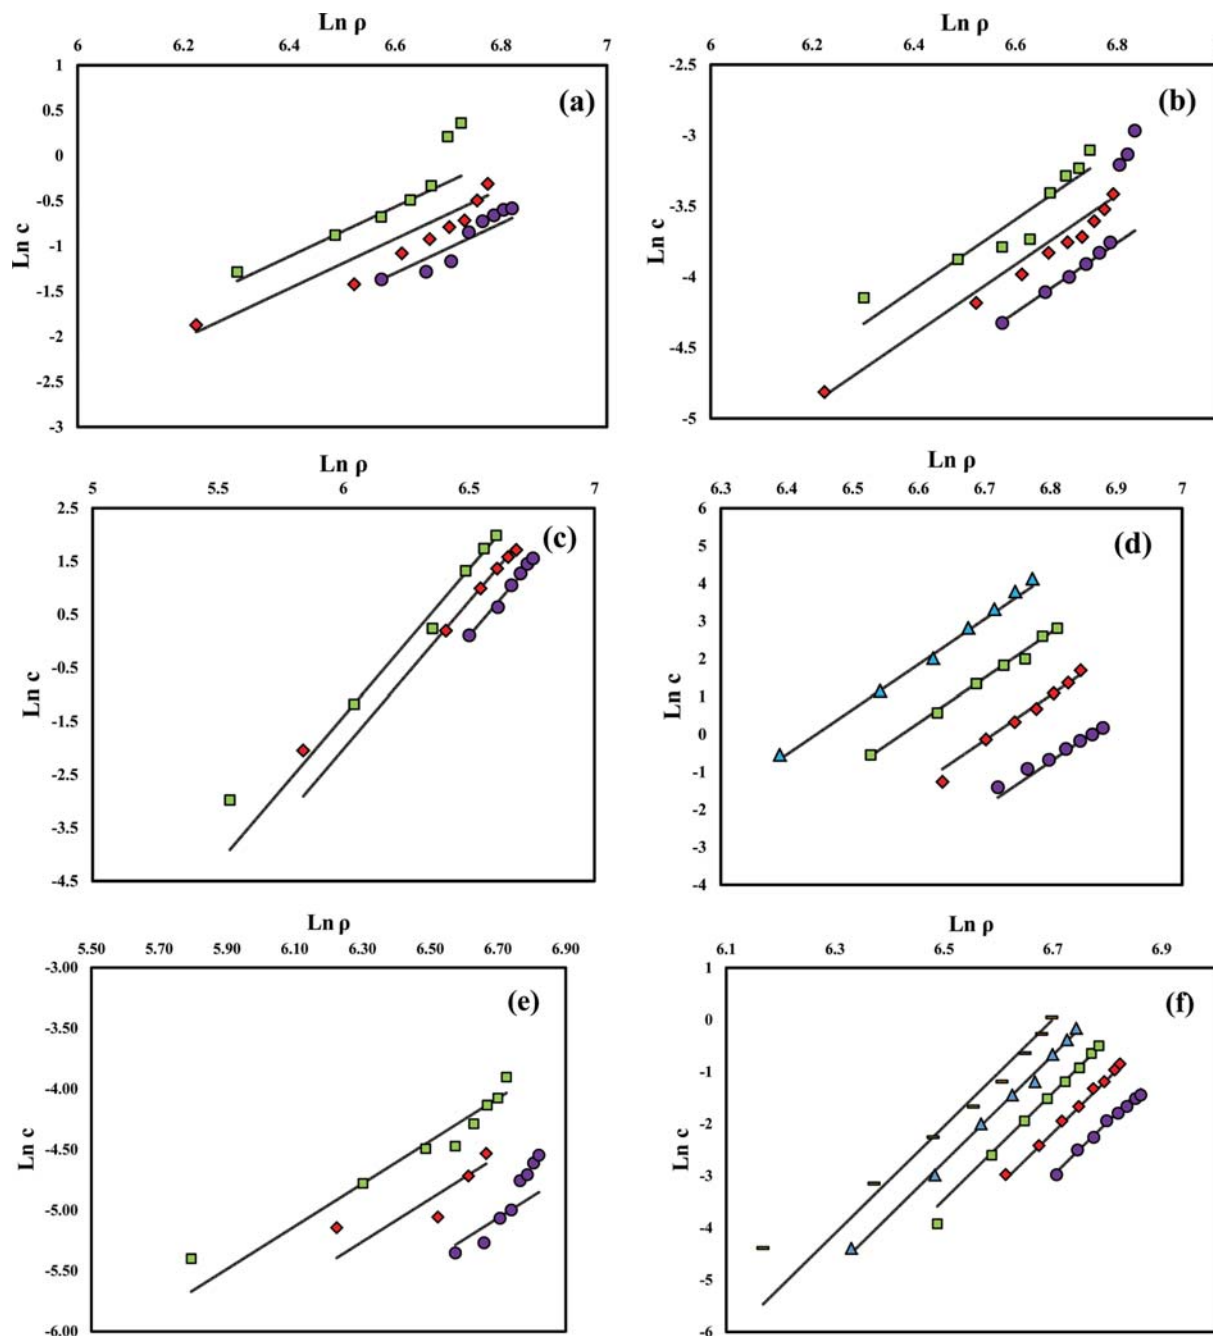 Ln ρ
6 6.2 6.4 6.6 6.8 7
1
0.5
0
-0.5
-1
-1.5
-2
-2.5
-3
Ln c
(a)
Ln ρ
6 6.2 6.4 6.6 6.8
-2.5
-3
-3.5
-4
-4.5
-5
Ln c
(b)
Ln ρ
5 5.5 6 6.5 7
2.5
1.5
0.5
-0.5
-1.5
-2.5
-3.5
-4.5
Ln c
(c)
Ln ρ
6.3 6.4 6.5 6.6 6.7 6.8 6.9 7
6
5
4
3
2
1
0
-1
-2
-3
-4
Ln c
(d)
Ln ρ
5.50 5.70 5.90 6.10 6.30 6.50 6.70 6.90
-3.00
-3.50
-4.00
-4.50
-5.00
-5.50
-6.00
Ln c
(e)
Ln ρ
6.1 6.3 6.5 6.7 6.9
1
0
-1
-2
-3
-4
-5
-6
Ln c
(f)